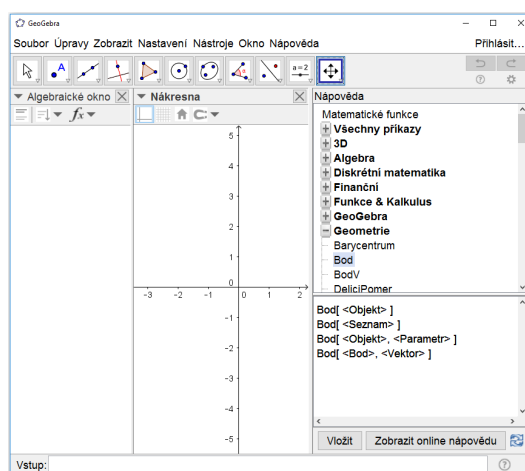 GeoGebra
Soubor Úpravy Zobrazit Nastavení Nástroje Okno Nápověda Přihlásit...
A a=2
Algebraické okno
fx
Nákresna
5
4
3
2
1
0
-3 -2 -1 0 1 2
-1
-2
-3
-4
-5
Nápověda
Matematické funkce
Všechny příkazy
3D
Algebra
Diskrétní matematika
Finanční
Funkce & Kalkulus
GeoGebra
Geometrie
Barycentrum
Bod
BodV
DeliciPomer
Bod[ <Objekt> ]
Bod[ <Seznam> ]
Bod[ <Objekt>, <Parametr> ]
Bod[ <Bod>, <Vektor> ]
Vložit Zobrazit online nápovědu
Vstup: